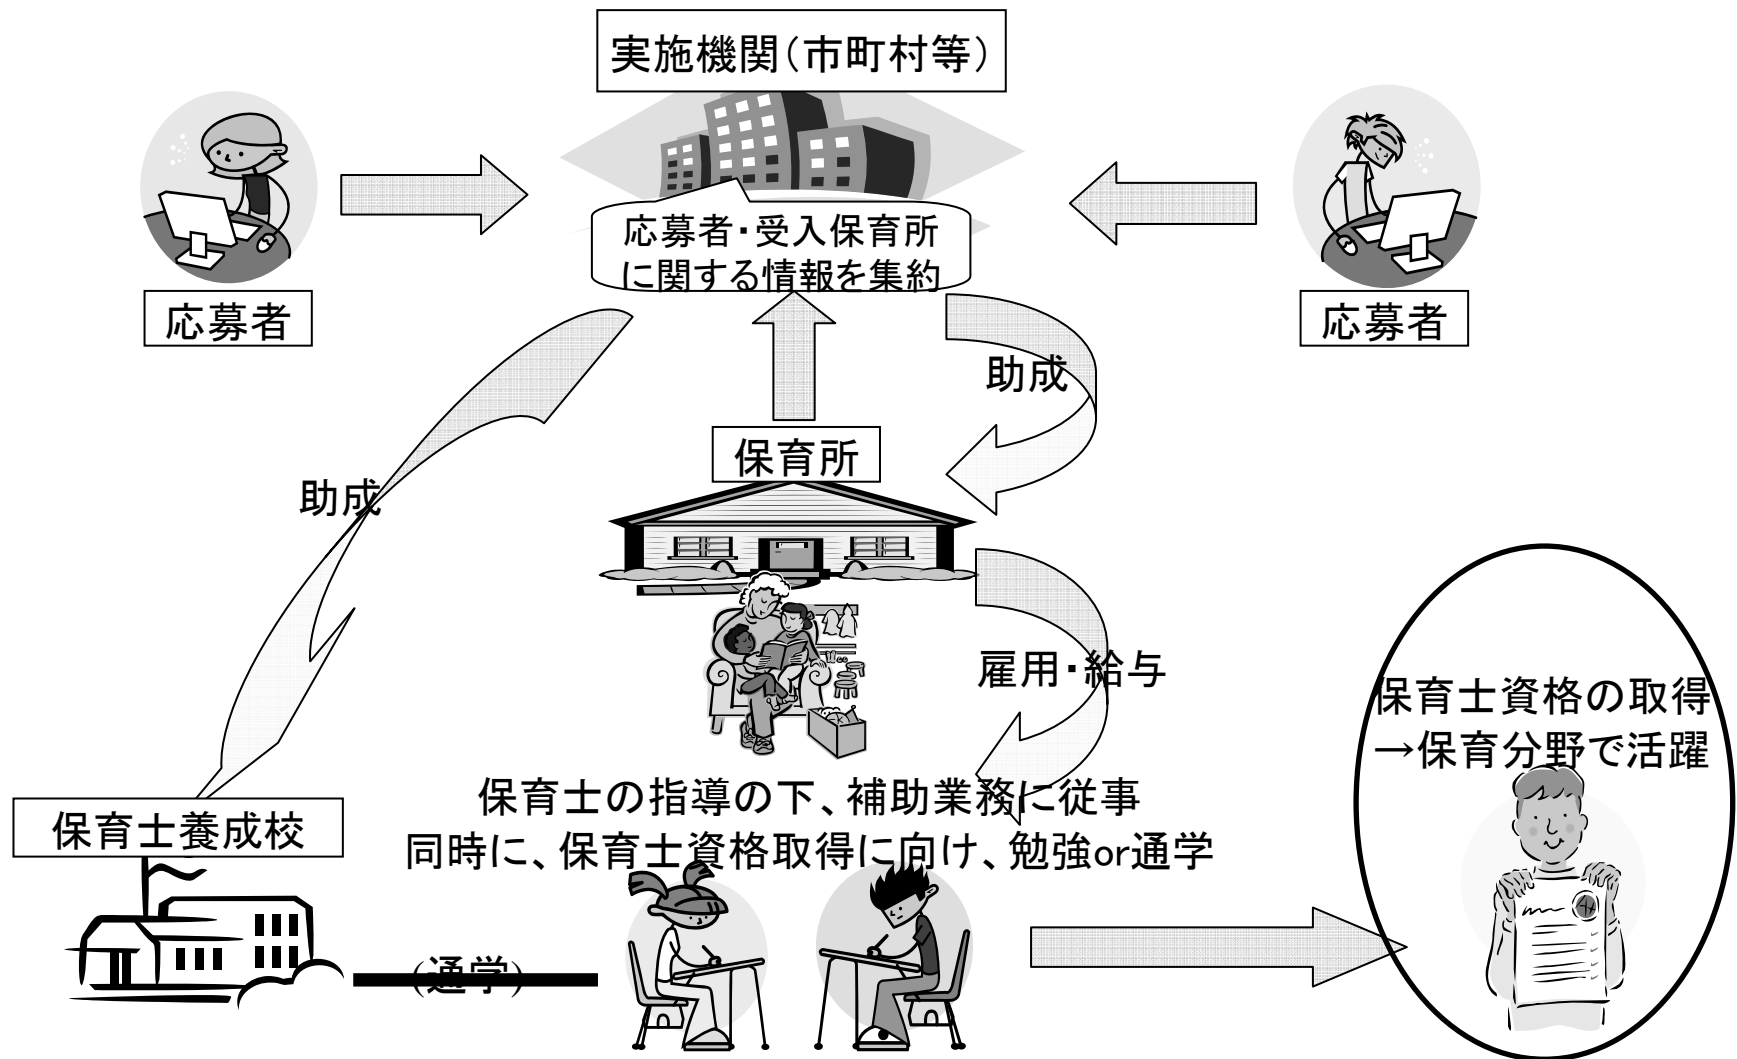 実施機関（市町村等）
応募者・受入保育所
に関する情報を集約
応募者
応募者
助成
保育所
助成
雇用・給与
保育士資格の取得
→保育分野で活躍
保育士の指導の下、補助業務に従事
同時に、保育士資格取得に向け、勉強or通学
保育士養成校
(通学)